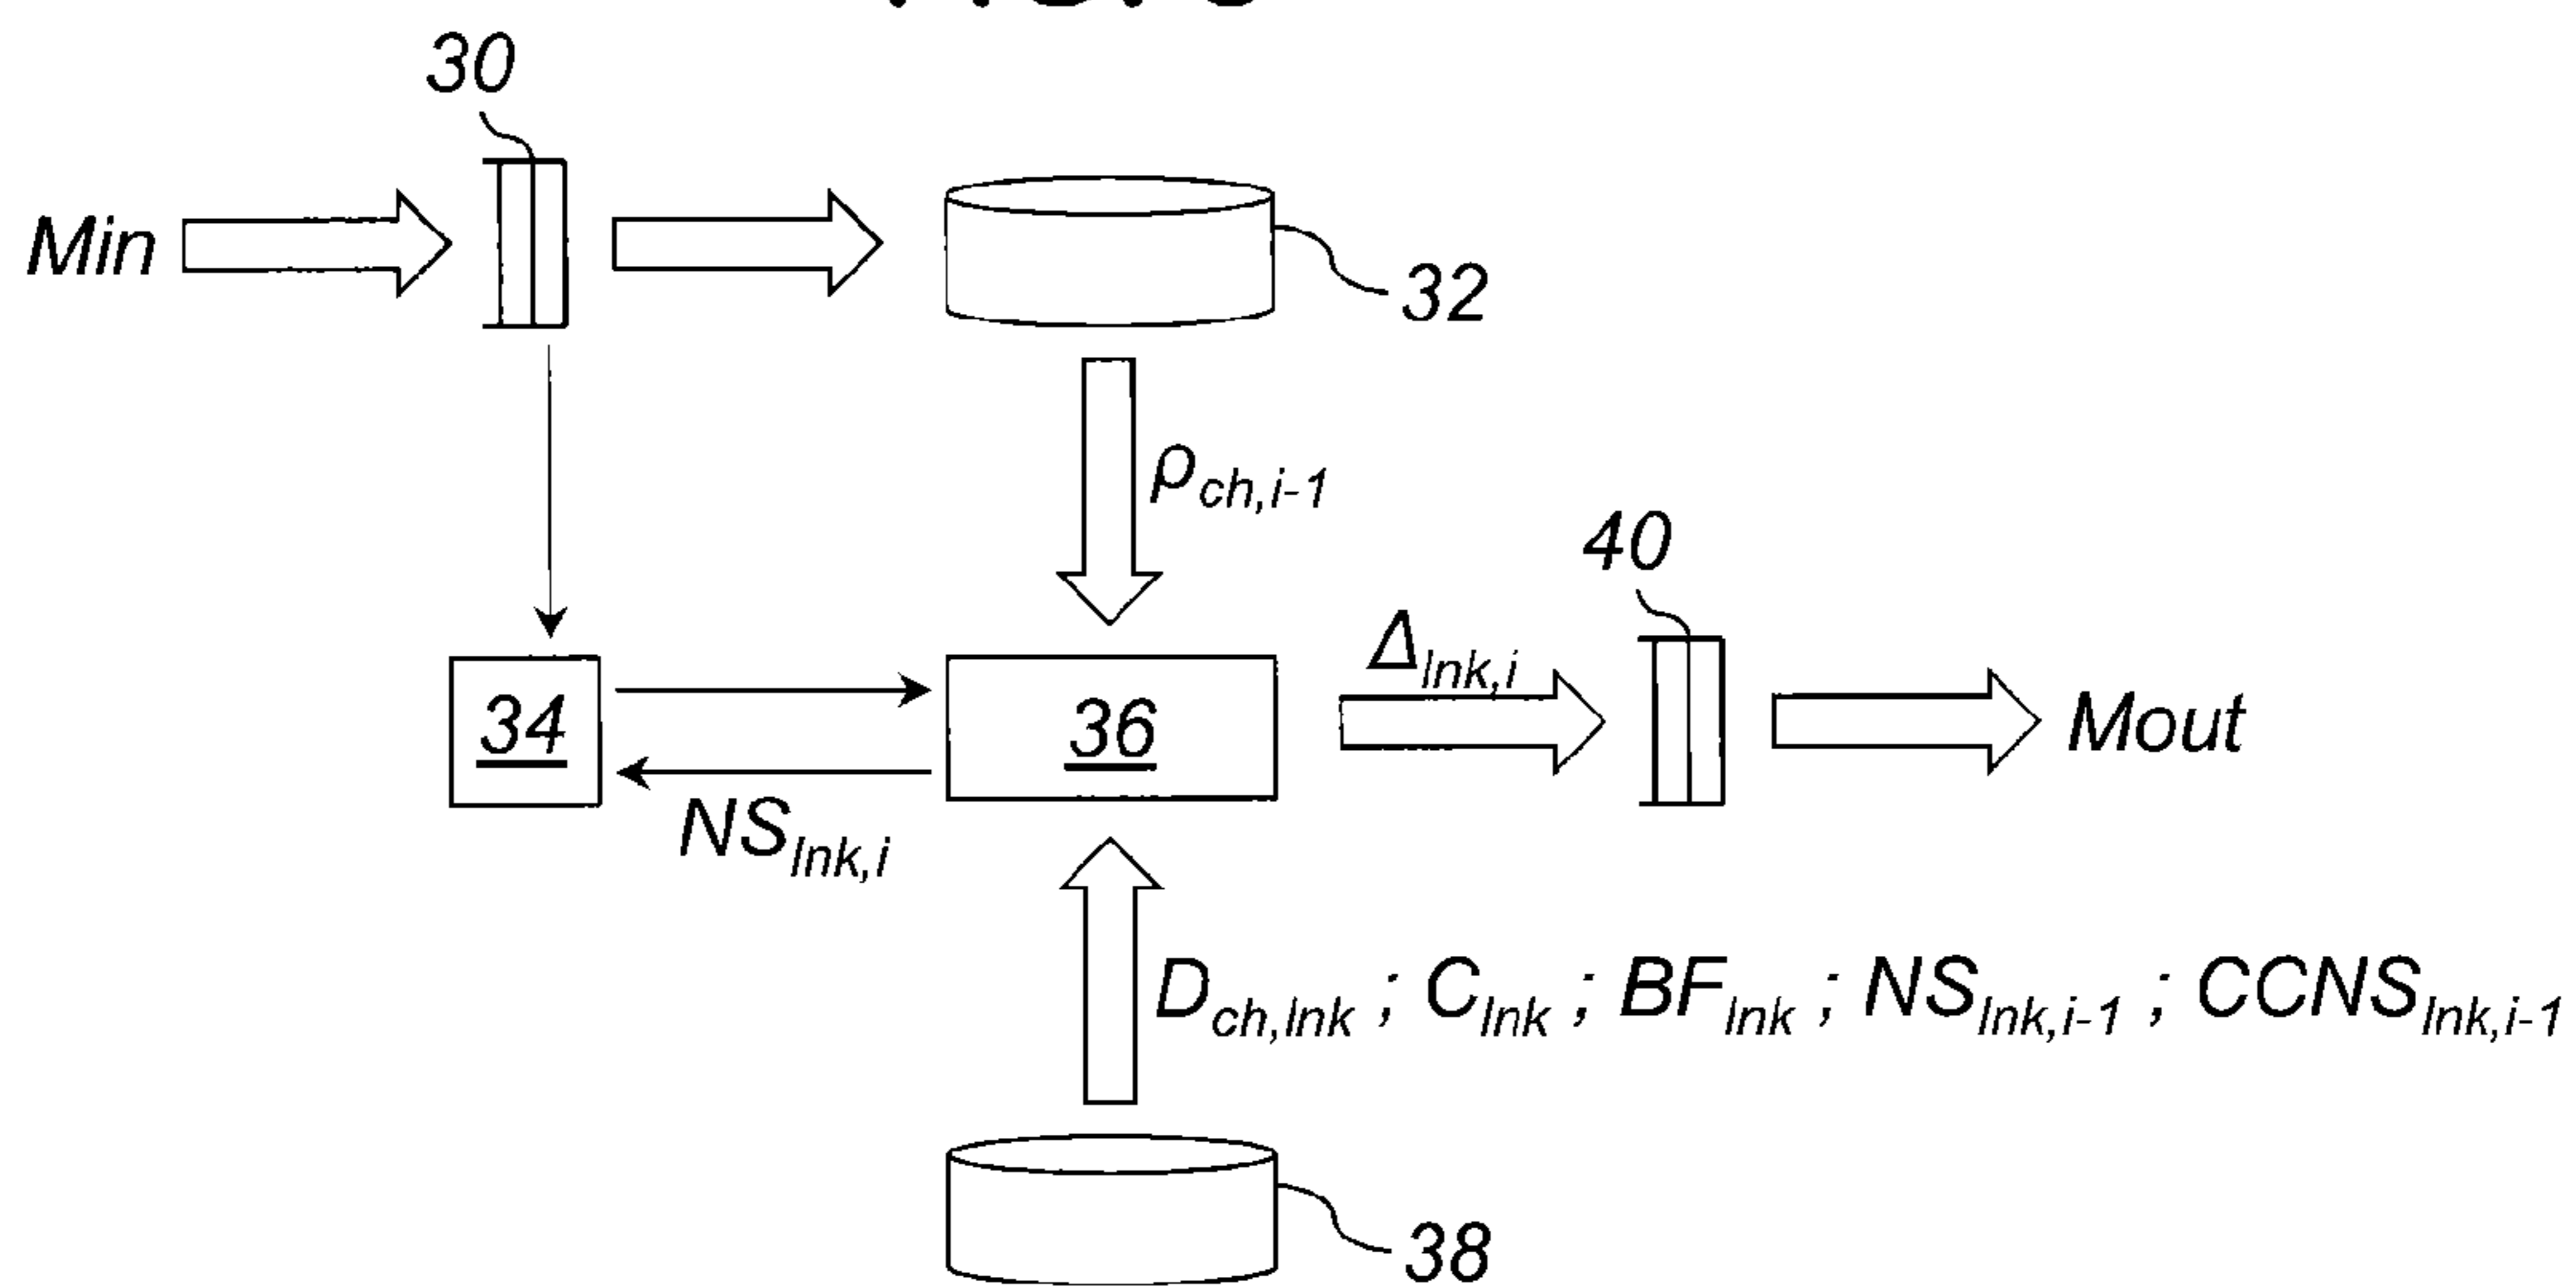 30
Min
32
ρch,i-1
40
Δlnk,i
34
36
Mout
NSlnk,i
Dch,lnk ; Clnk ; BFlnk ; NSlnk,i-1 ; CCNSlnk,i-1
38